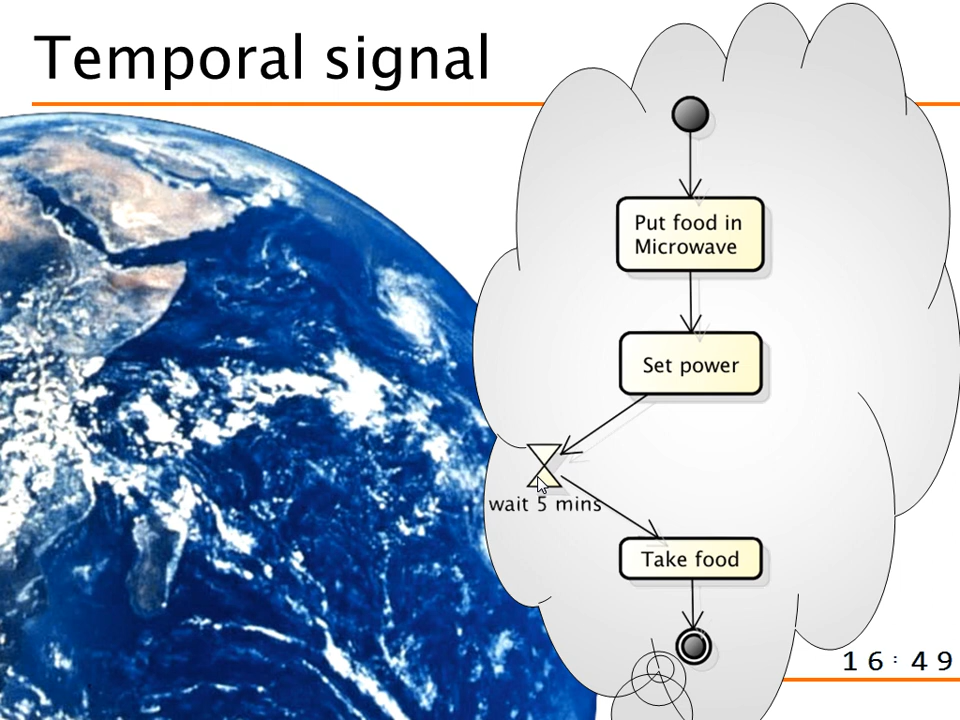 Temporal signal
Put food in
Microwave
Set power
wait 5 mins
Take food
16:49